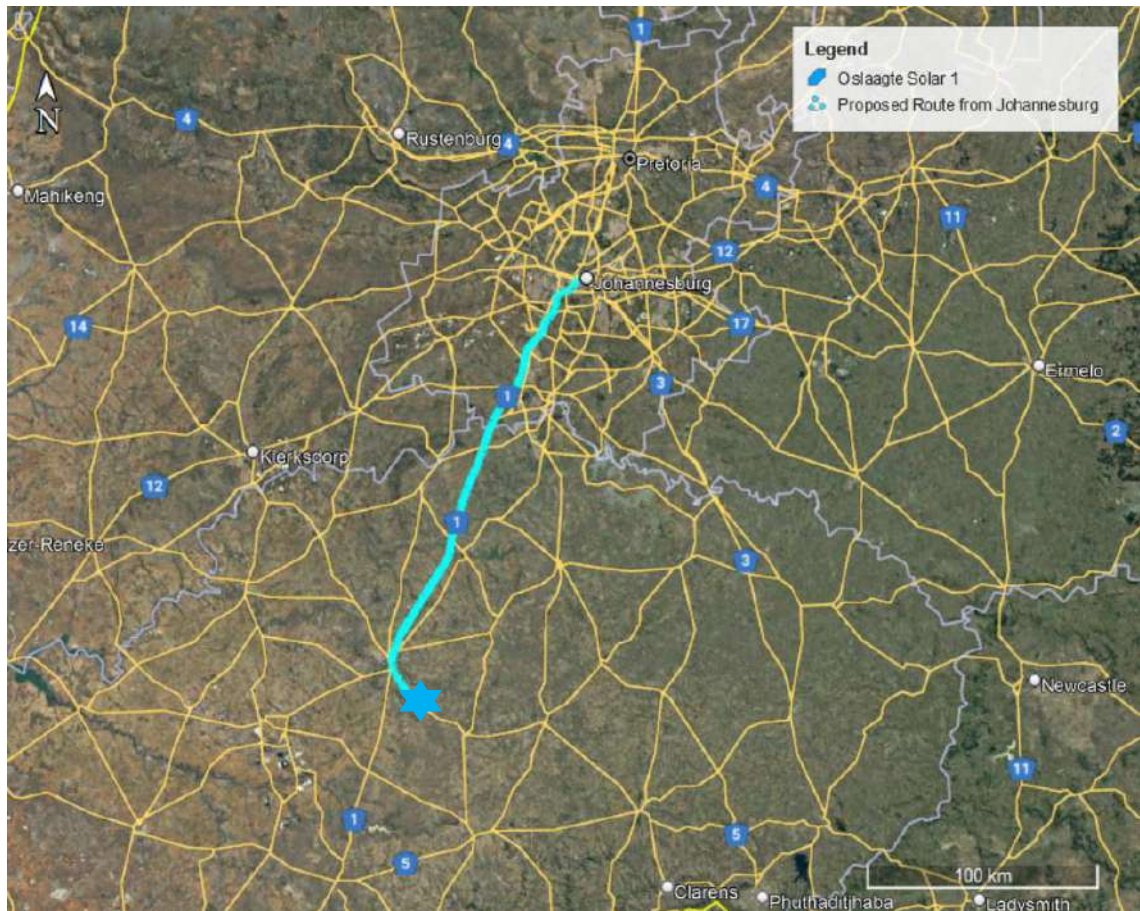 1
Legend
Oslaagte Solar 1
Proposed Route from Johannesburg
N
4
Rustenburg
4
Pretoria
4
Mahikeng
11
12
Johannesburg
14
17
3
Ermelo
1
2
Klerksdorp
12
1
zer-Reneke
3
Newcastle
11
1
5
5
100 km
Clarens
Phuthaditjhaba
Ladysmith